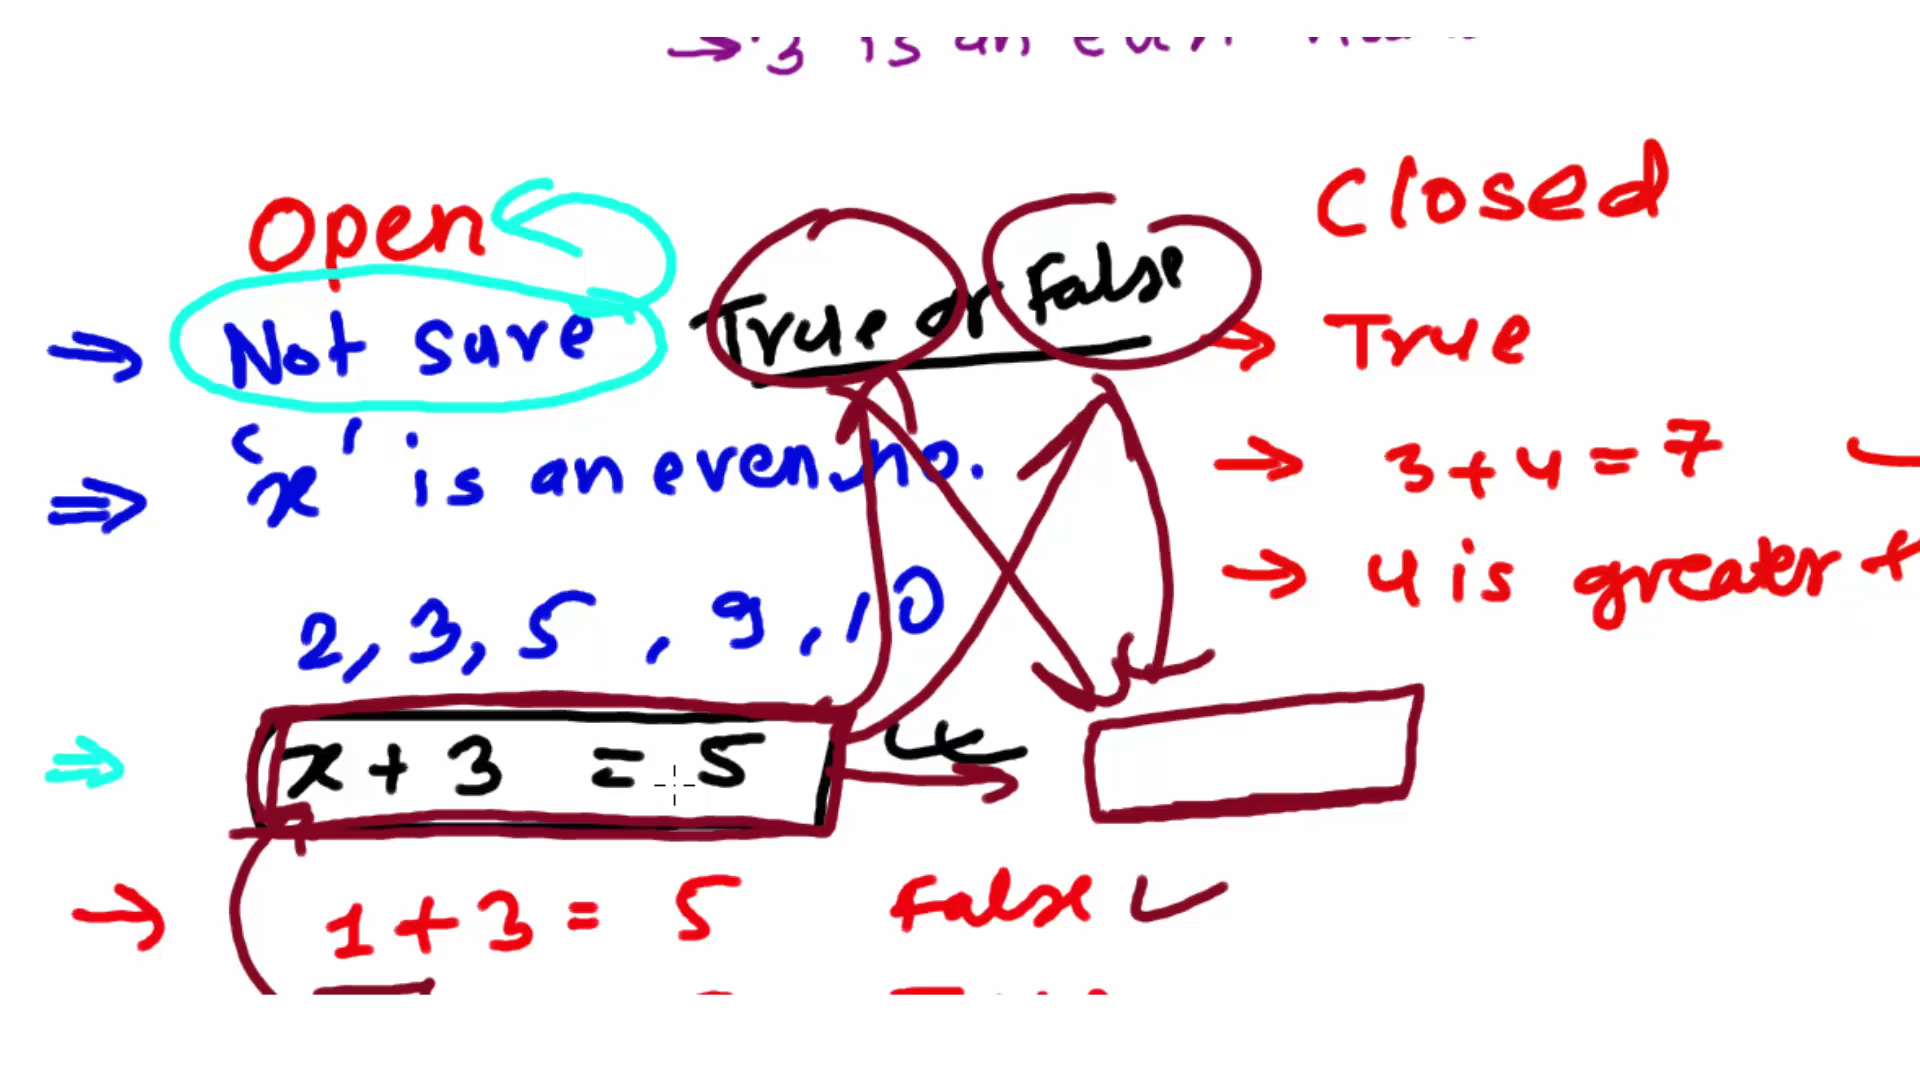 3 is an
Open
Closed
Not sure
True or False
True
'x' is an even no.
3 + 4 = 7
4 is greater
2, 3, 5 , 9, 10
x + 3 = 5
1 + 3 = 5 False